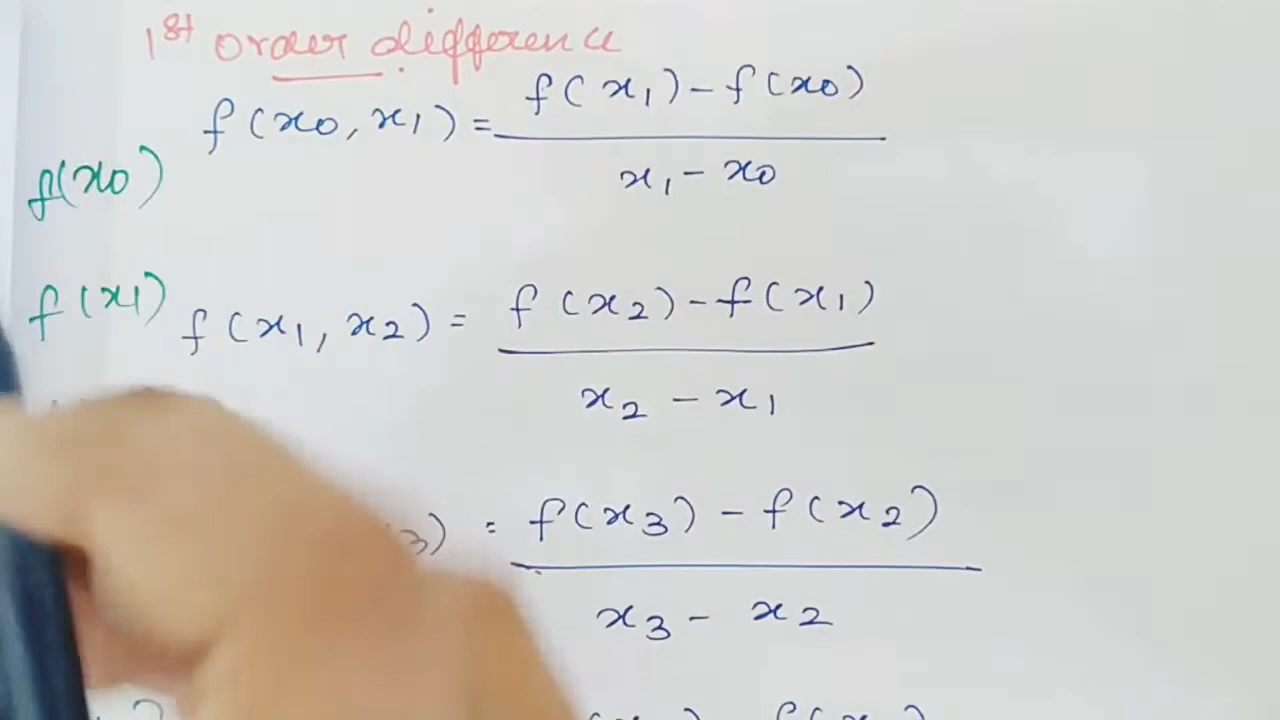 1st order difference
f(x0, x1) = f(x1) - f(x0)
x1 - x0
f(x0)
f(x1) f(x1, x2) = f(x2) - f(x1)
x2 - x1
3) = f(x3) - f(x2)
x3 - x2